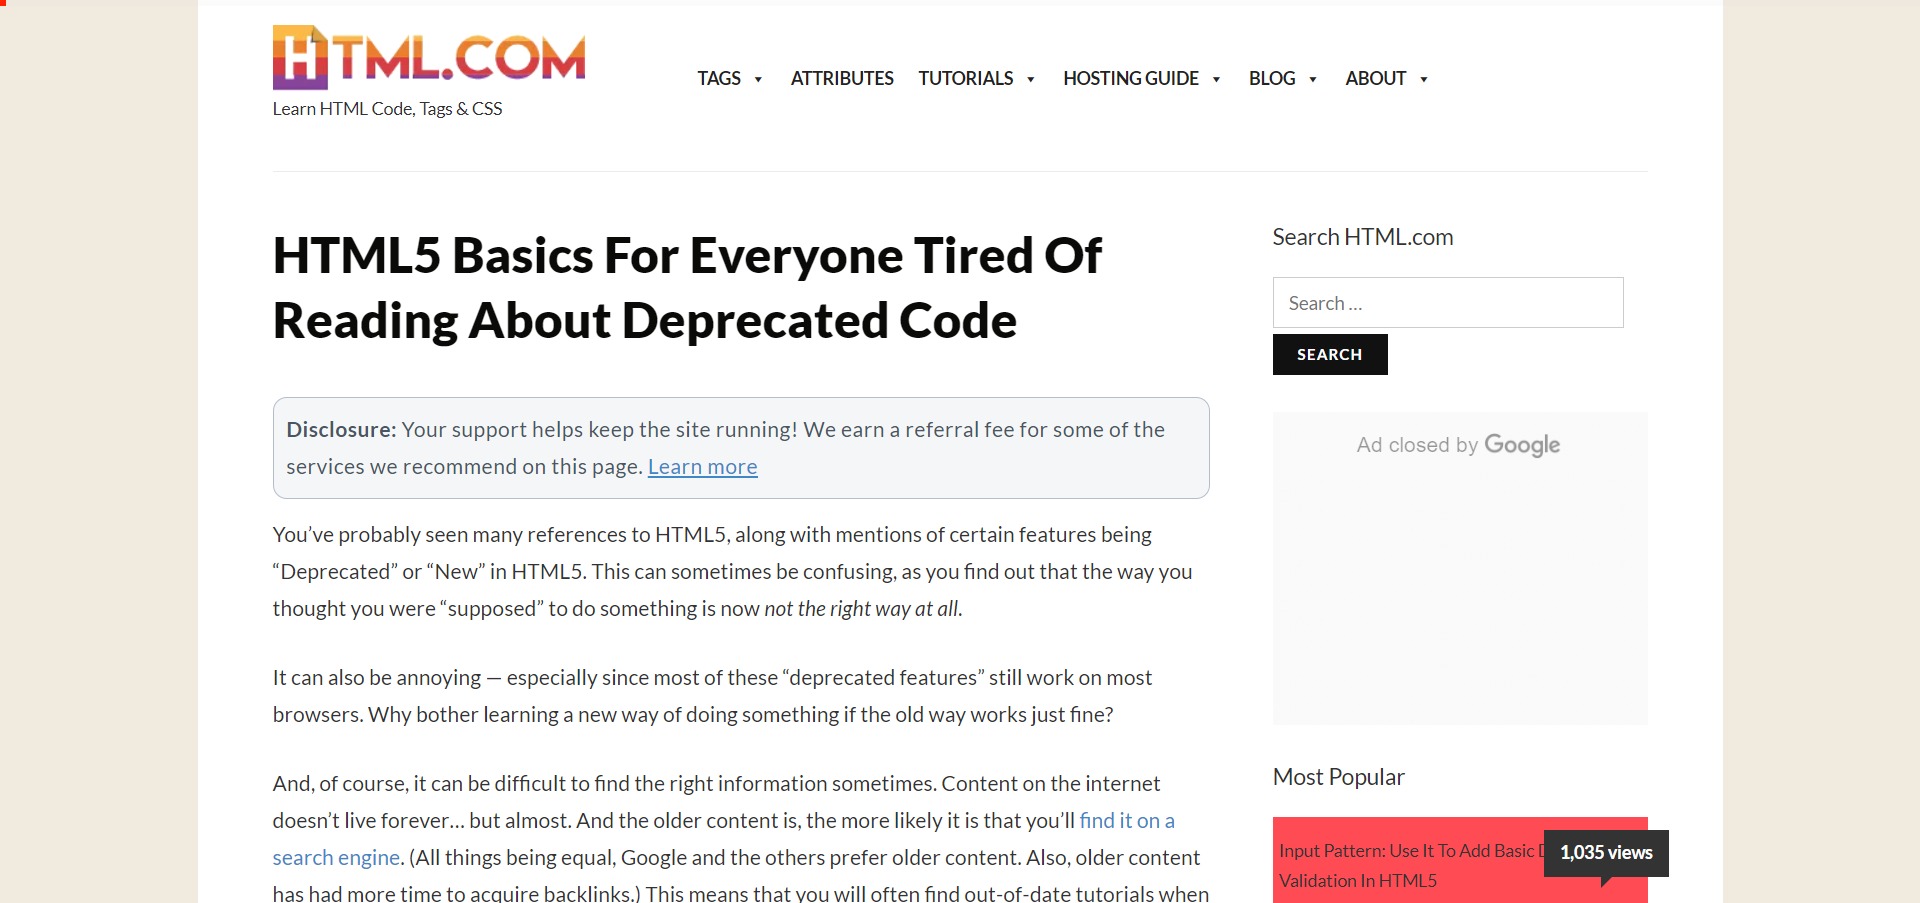 HTML.COM
Learn HTML Code, Tags & CSS
TAGS ATTRIBUTES TUTORIALS HOSTING GUIDE BLOG ABOUT
HTML5 Basics For Everyone Tired Of
Reading About Deprecated Code
Disclosure: Your support helps keep the site running! We earn a referral fee for some of the
services we recommend on this page. Learn more
You’ve probably seen many references to HTML5, along with mentions of certain features being
“Deprecated” or “New” in HTML5. This can sometimes be confusing, as you find out that the way you
thought you were “supposed” to do something is now not the right way at all.
It can also be annoying — especially since most of these “deprecated features” still work on most
browsers. Why bother learning a new way of doing something if the old way works just fine?
And, of course, it can be difficult to find the right information sometimes. Content on the internet
doesn’t live forever… but almost. And the older content is, the more likely it is that you’ll find it on a
search engine. (All things being equal, Google and the others prefer older content. Also, older content
has had more time to acquire backlinks.) This means that you will often find out-of-date tutorials when
Search HTML.com
Search …
SEARCH
Ad closed by Google
Most Popular
Input Pattern: Use It To Add Basic
Validation In HTML5
1,035 views